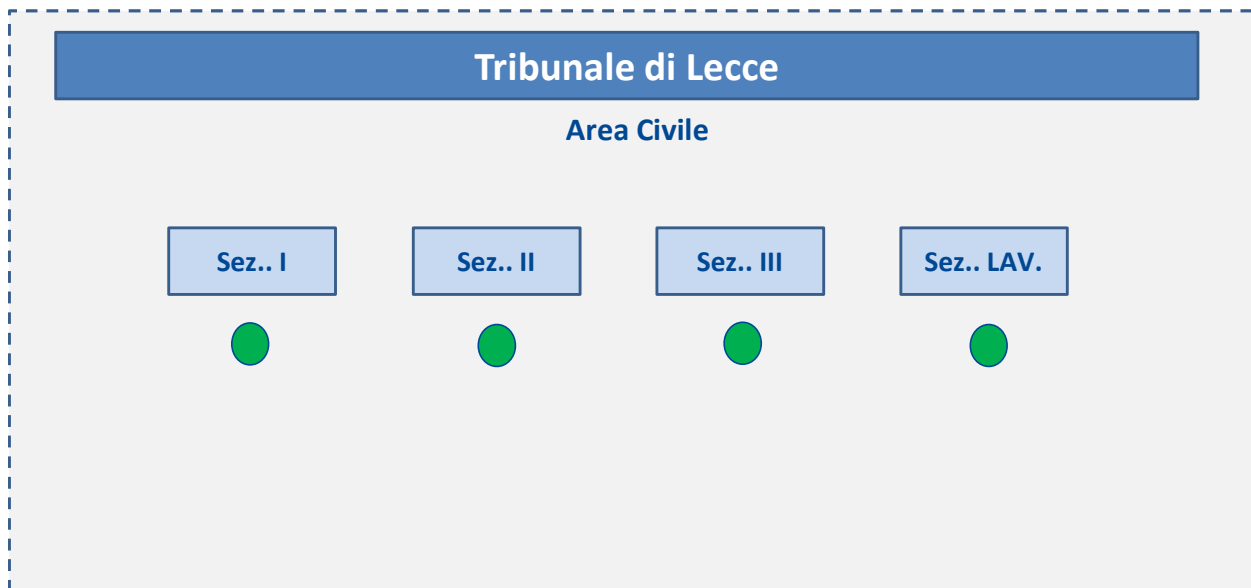 Tribunale di Lecce
Area Civile
Sez.. I
Sez.. II
Sez.. III
Sez.. LAV.